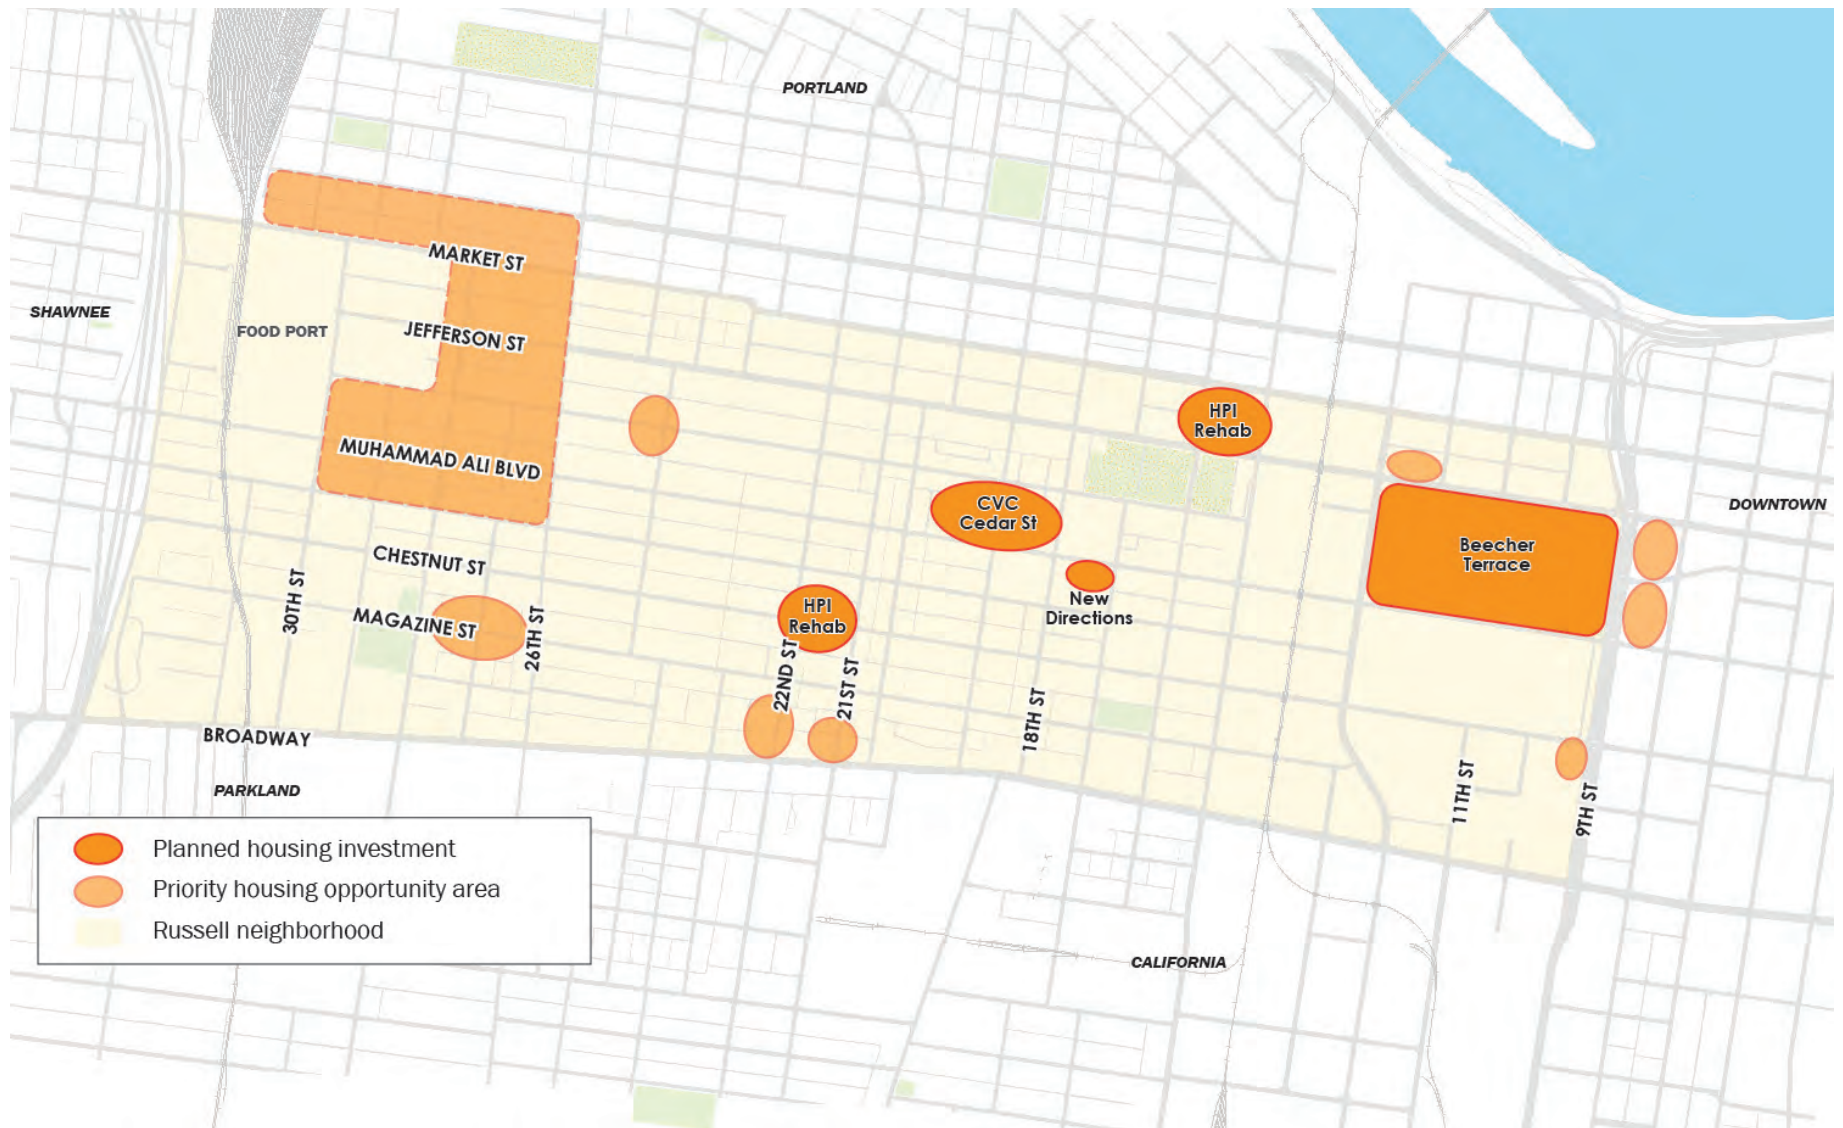 PORTLAND
MARKET ST
SHAWNEE
FOOD PORT
JEFFERSON ST
HPI
Rehab
MUHAMMAD ALI BLVD
CVC
Cedar St
DOWNTOWN
Beecher
Terrace
CHESTNUT ST
30TH ST
MAGAZINE ST
26TH ST
HPI
Rehab
New
Directions
22ND ST
21ST ST
18TH ST
BROADWAY
11TH ST
9TH ST
PARKLAND
Planned housing investment
Priority housing opportunity area
Russell neighborhood
CALIFORNIA